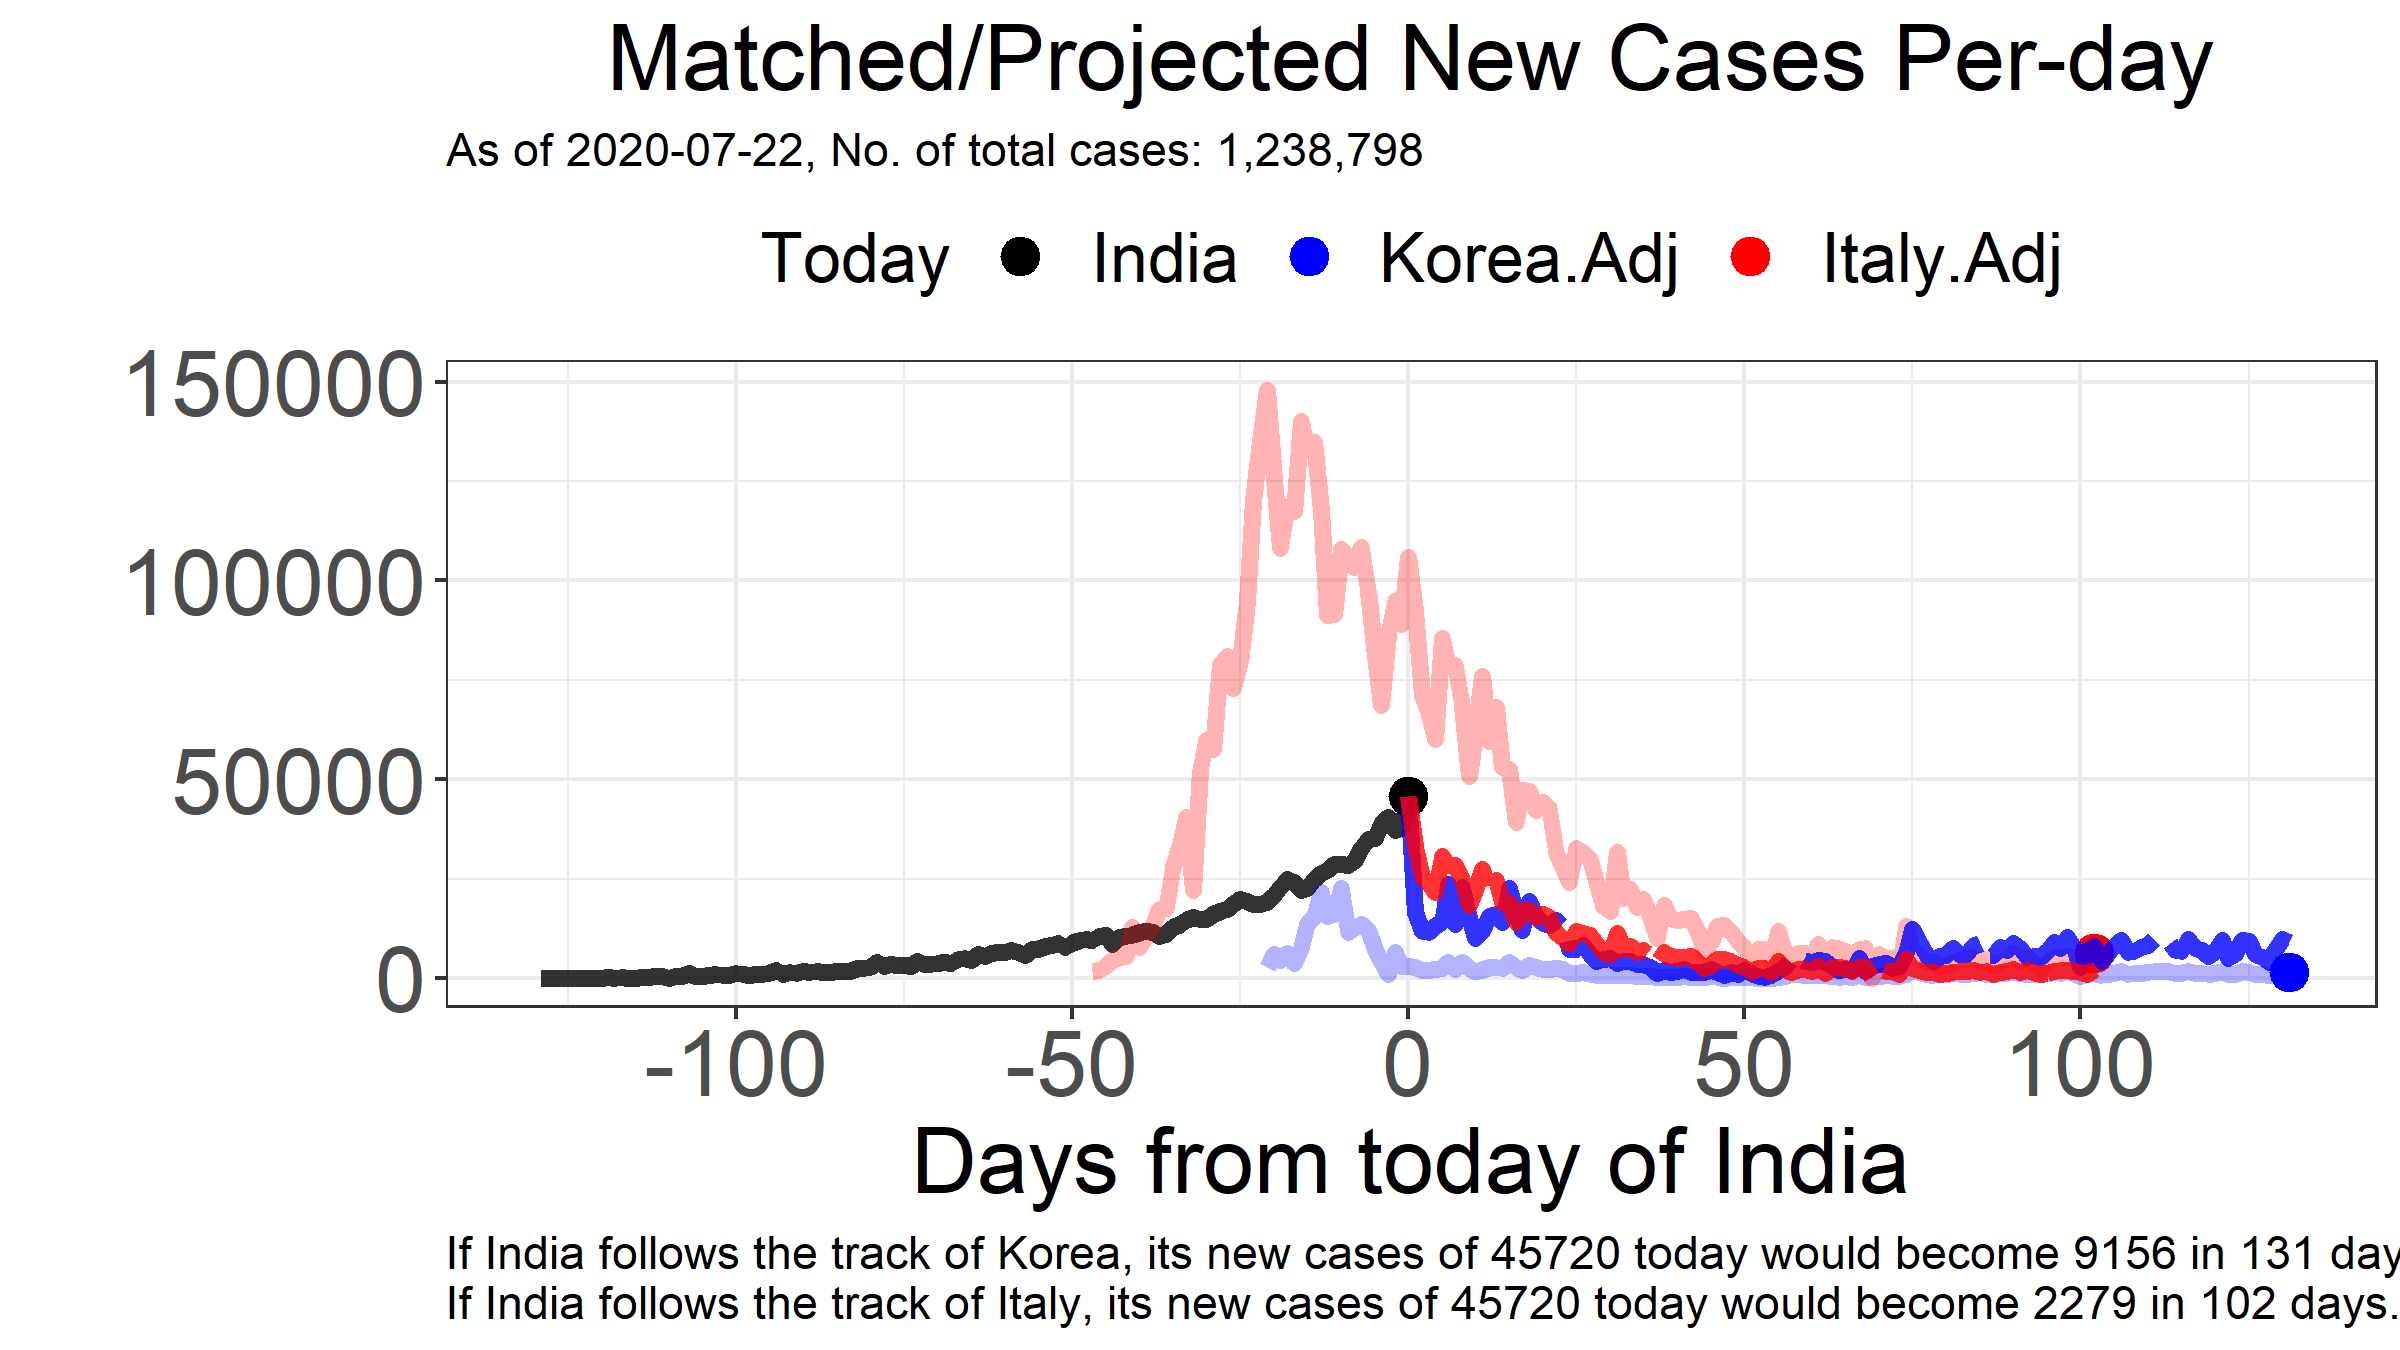 Matched/Projected New Cases Per-day
As of 2020-07-22, No. of total cases: 1,238,798
Today India Korea.Adj Italy.Adj
150000
100000
50000
0
-100 -50 0 50 100
Days from today of India
If India follows the track of Korea, its new cases of 45720 today would become 9156 in 131 day
If India follows the track of Italy, its new cases of 45720 today would become 2279 in 102 days.